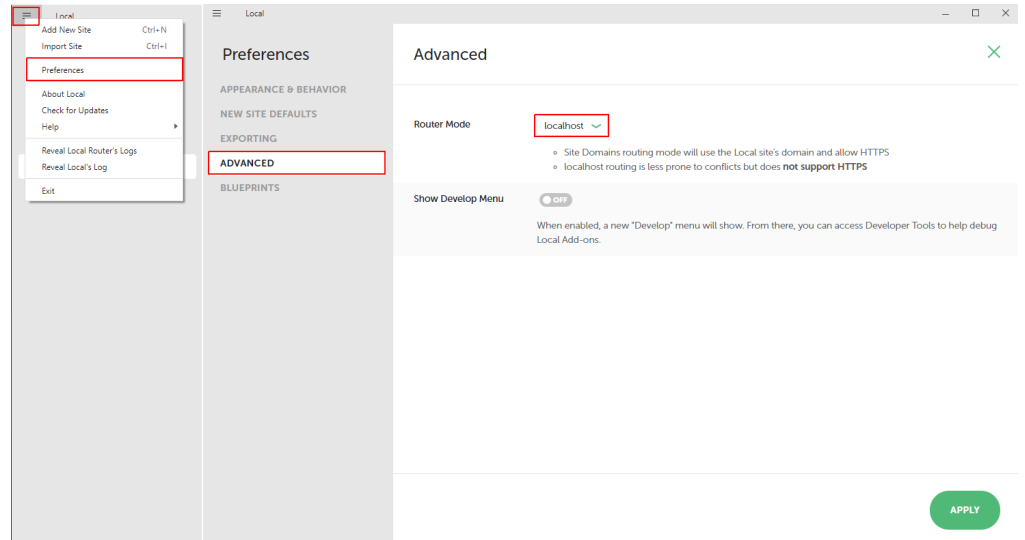 Local
Add New Site Ctrl+N
Import Site Ctrl+I
Preferences
About Local
Check for Updates
Help
Reveal Local Router's Logs
Reveal Local's Log
Exit
Local
Preferences
APPEARANCE & BEHAVIOR
NEW SITE DEFAULTS
EXPORTING
ADVANCED
BLUEPRINTS
Advanced
Router Mode
localhost
Site Domains routing mode will use the Local site's domain and allow HTTPS
localhost routing is less prone to conflicts but does not support HTTPS
Show Develop Menu
OFF
When enabled, a new "Develop" menu will show. From there, you can access Developer Tools to help debug
Local Add-ons.
APPLY